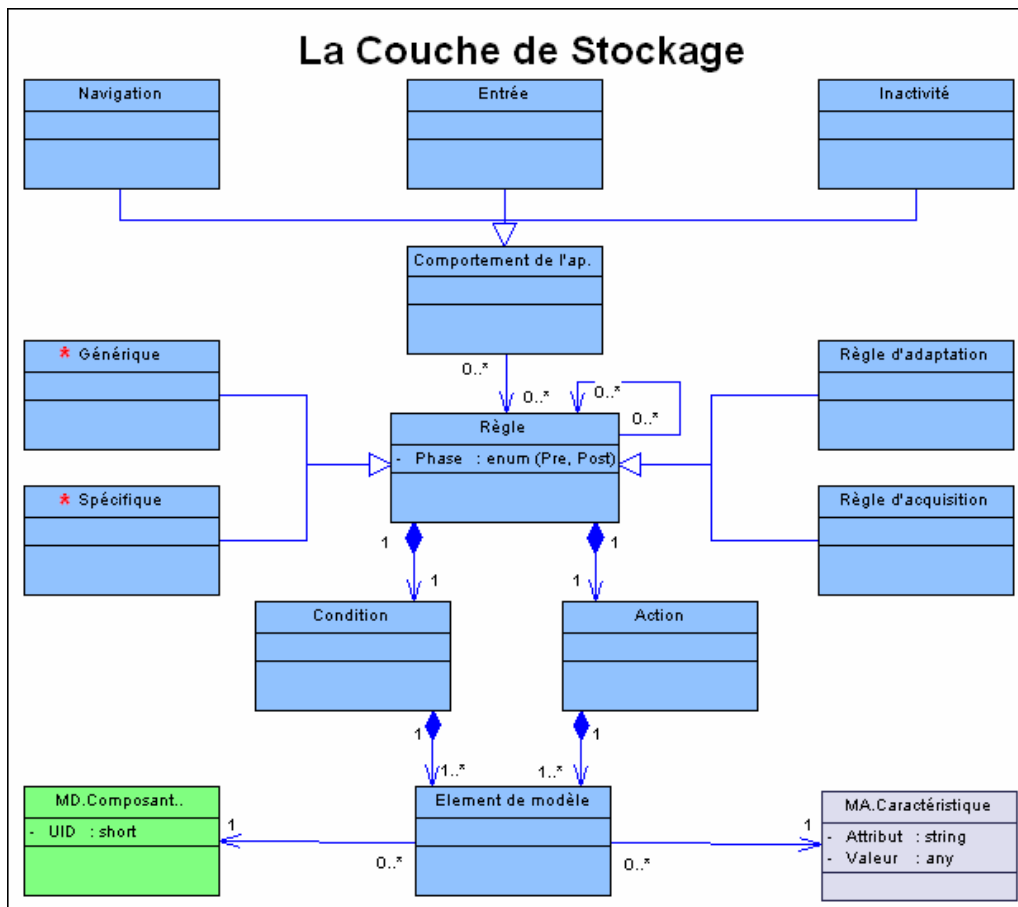 La Couche de Stockage
Navigation
Entrée
Inactivité
Comportement de l'ap.
0..*
0..*
* Générique
Règle d'adaptation
0..*
0..*
Règle
- Phase : enum (Pre, Post)
* Spécifique
Règle d'acquisition
1
1
1
1
Condition
Action
1
1
1..*
1..*
MD.Composant..
- UID : short
Element de modèle
MA.Caractéristique
- Attribut : string
- Valeur : any
1
0..*
0..*
1